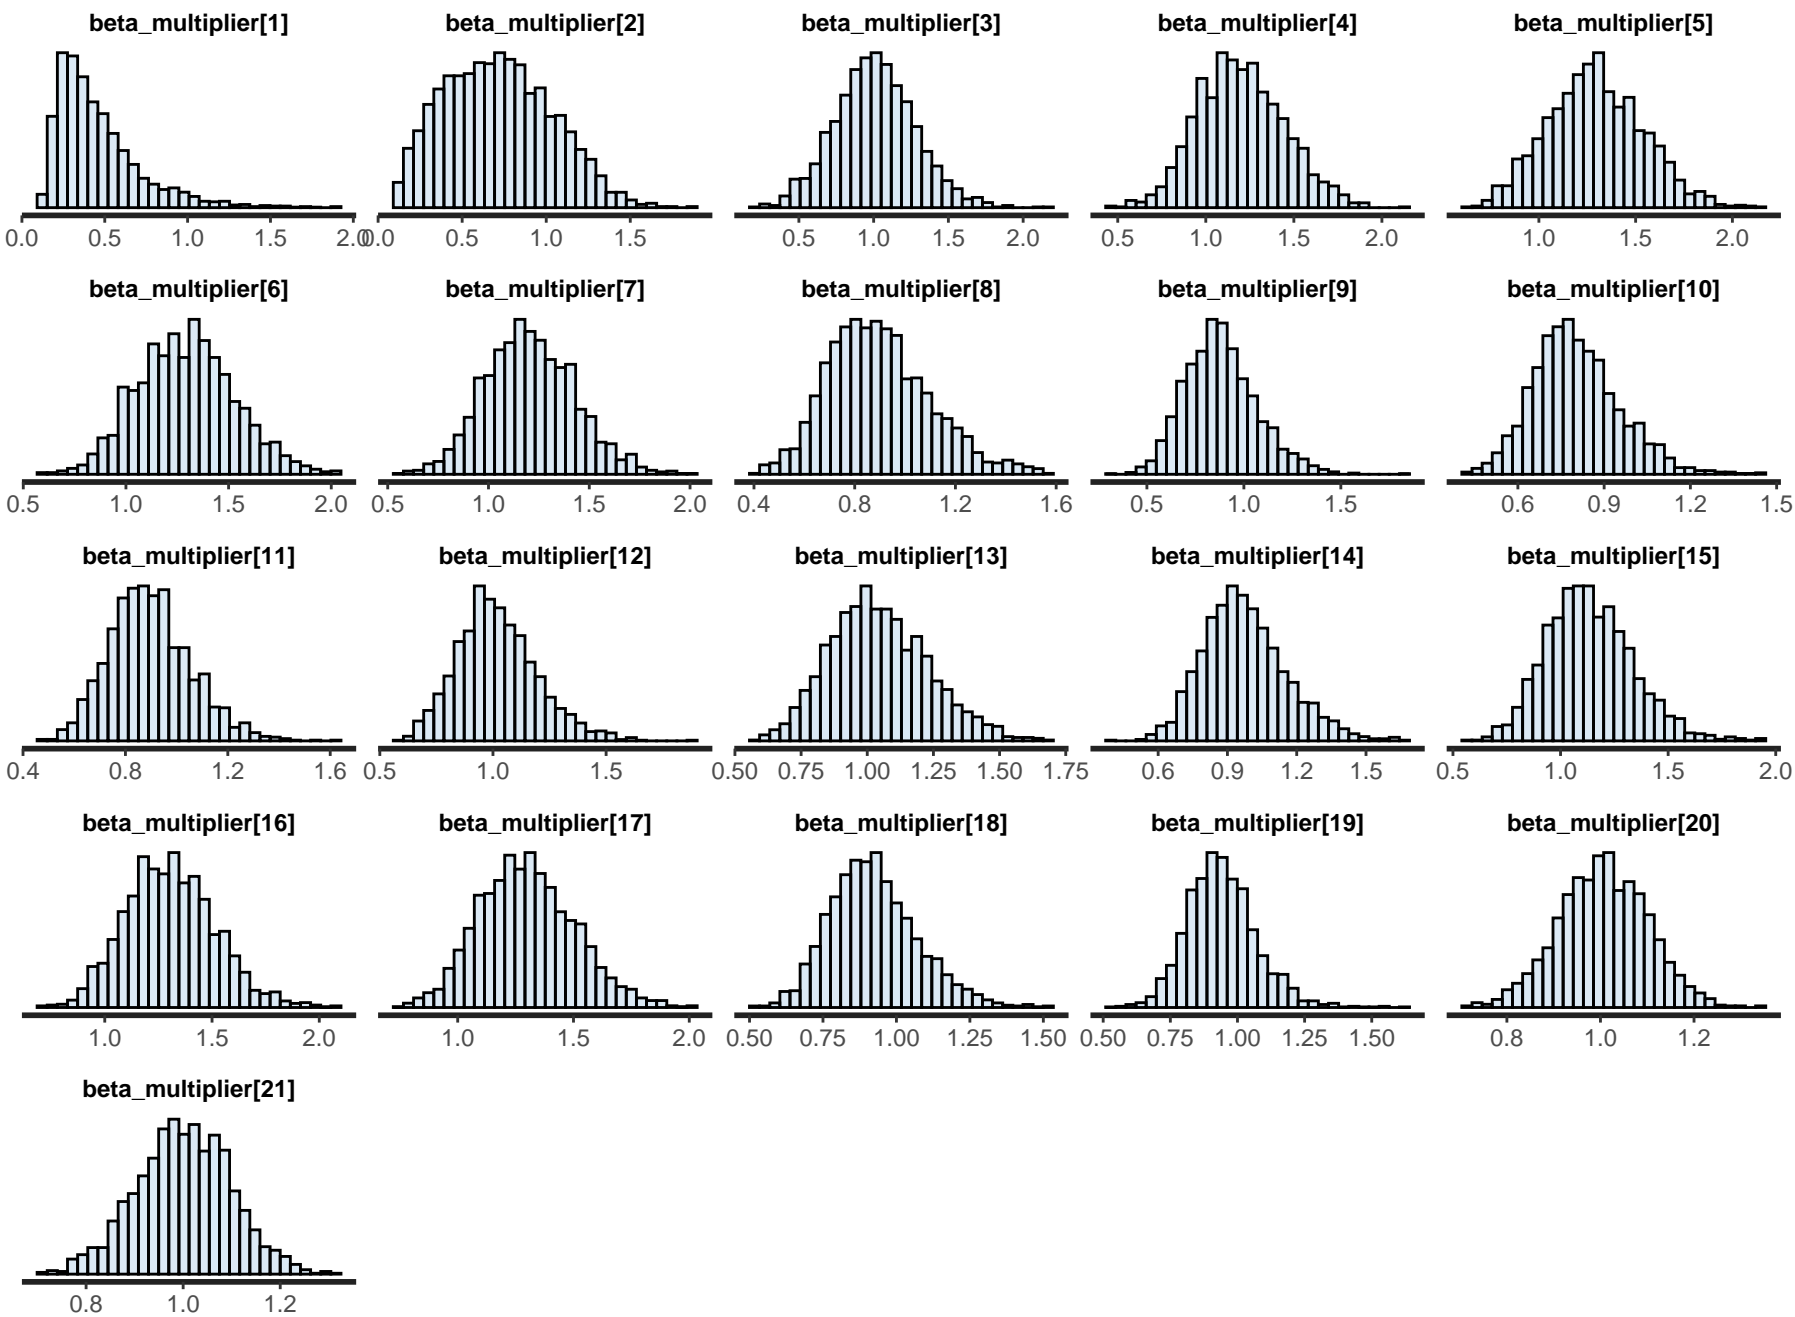 beta_multiplier[1] beta_multiplier[2] beta_multiplier[3] beta_multiplier[4] beta_multiplier[5]
0.0 0.5 1.0 1.5 2.0 0.0 0.5 1.0 1.5 0.5 1.0 1.5 2.0 0.5 1.0 1.5 2.0 1.0 1.5 2.0
beta_multiplier[6] beta_multiplier[7] beta_multiplier[8] beta_multiplier[9] beta_multiplier[10]
0.5 1.0 1.5 2.0 0.5 1.0 1.5 2.0 0.4 0.8 1.2 1.6 0.5 1.0 1.5 0.6 0.9 1.2 1.5
beta_multiplier[11] beta_multiplier[12] beta_multiplier[13] beta_multiplier[14] beta_multiplier[15]
0.4 0.8 1.2 1.6 0.5 1.0 1.5 0.50 0.75 1.00 1.25 1.50 1.75 0.6 0.9 1.2 1.5 0.5 1.0 1.5 2.0
beta_multiplier[16] beta_multiplier[17] beta_multiplier[18] beta_multiplier[19] beta_multiplier[20]
1.0 1.5 2.0 1.0 1.5 2.0 0.50 0.75 1.00 1.25 1.50 0.50 0.75 1.00 1.25 1.50 0.8 1.0 1.2
beta_multiplier[21]
0.8 1.0 1.2